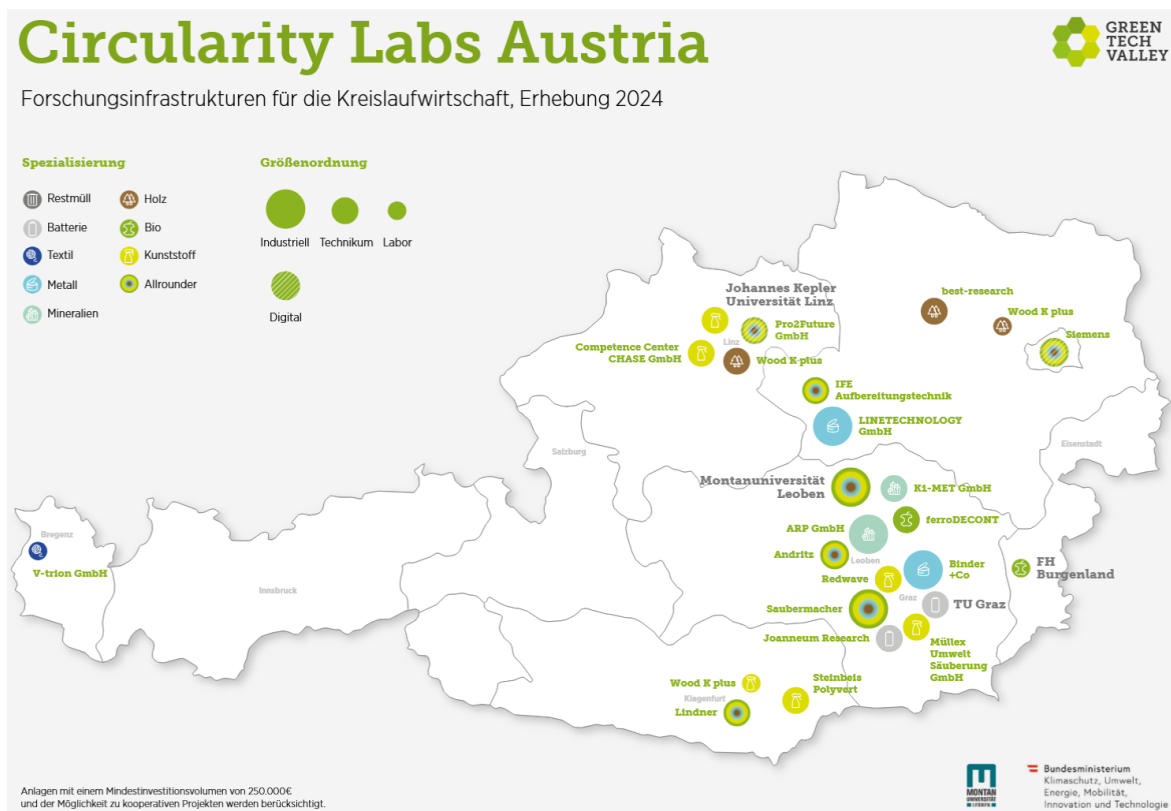 Circularity Labs Austria
GREEN
TECH
VALLEY
Forschungsinfrastrukturen für die Kreislaufwirtschaft, Erhebung 2024
Spezialisierung
Restmüll
Batterie
Textil
Metall
Mineralien
Holz
Bio
Kunststoff
Allrounder
Größenordnung
Industriell
Technikum
Labor
Digital
Johannes Kepler
Universität Linz
Pro2Future
GmbH
Linz
Competence Center
CHASE GmbH
Wood K plus
best-research
Wood K plus
Siemens
IFE
Aufbereitungstechnik
LINETECHNOLOGY
GmbH
Eisenstadt
Salzburg
Montanuniversität
Leoben
K1-MET GmbH
ARP GmbH
ferroDECONT
Andritz
Leoben
Redwave
Binder
+Co
FH
Burgenland
Graz
TU Graz
Saubermacher
Joanneum Research
Müllex
Umwelt
Säuberung
GmbH
Bregenz
V-trion GmbH
Innsbruck
Wood K plus
Klagenfurt
Lindner
Steinbeis
Polyvert
Anlagen mit einem Mindestinvestitionsvolumen von 250.000€
und der Möglichkeit zu kooperativen Projekten werden berücksichtigt.
MONTAN
UNIVERSITÄT
Bundesministerium
Klimaschutz, Umwelt,
Energie, Mobilität,
Innovation und Technologie